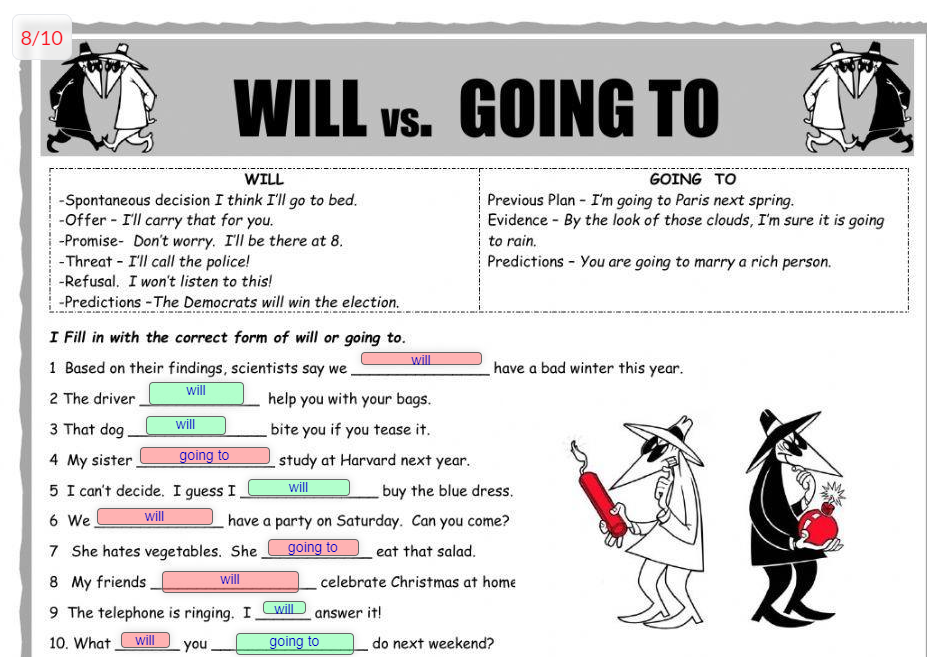 8/10
WILL vs. GOING TO
WILL
-Spontaneous decision I think I'll go to bed.
-Offer – I'll carry that for you.
-Promise- Don't worry. I'll be there at 8.
-Threat – I'll call the police!
-Refusal. I won't listen to this!
-Predictions –The Democrats will win the election.
GOING TO
Previous Plan – I'm going to Paris next spring.
Evidence – By the look of those clouds, I'm sure it is going
to rain.
Predictions – You are going to marry a rich person.
I Fill in with the correct form of will or going to.
1 Based on their findings, scientists say we will have a bad winter this year.
2 The driver will help you with your bags.
3 That dog will bite you if you tease it.
4 My sister going to study at Harvard next year.
5 I can't decide. I guess I will buy the blue dress.
6 We will have a party on Saturday. Can you come?
7 She hates vegetables. She going to eat that salad.
8 My friends will celebrate Christmas at home
9 The telephone is ringing. I will answer it!
10. What will you going to do next weekend?